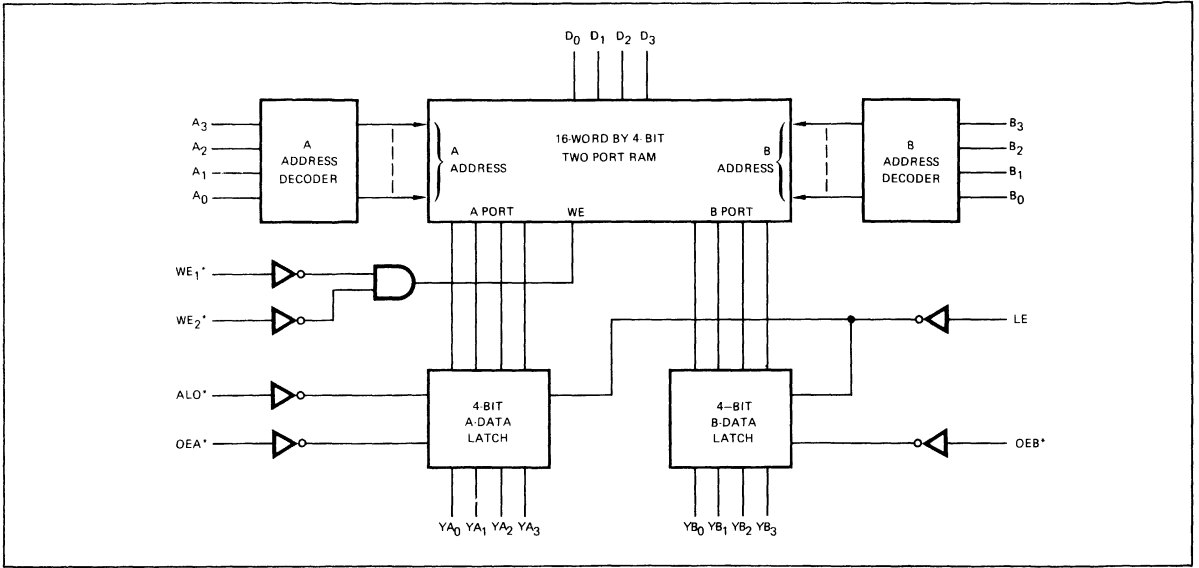 D0 D1 D2 D3
A3
A2
A1
A0
A
ADDRESS
DECODER
A
ADDRESS
16-WORD BY 4-BIT
TWO PORT RAM
B
ADDRESS
B
ADDRESS
DECODER
B3
B2
B1
B0
A PORT
WE
B PORT
WE1*
WE2*
LE
ALO*
OEA*
4-BIT
A-DATA
LATCH
4-BIT
B-DATA
LATCH
OEB*
YA0 YA1 YA2 YA3
YB0 YB1 YB2 YB3